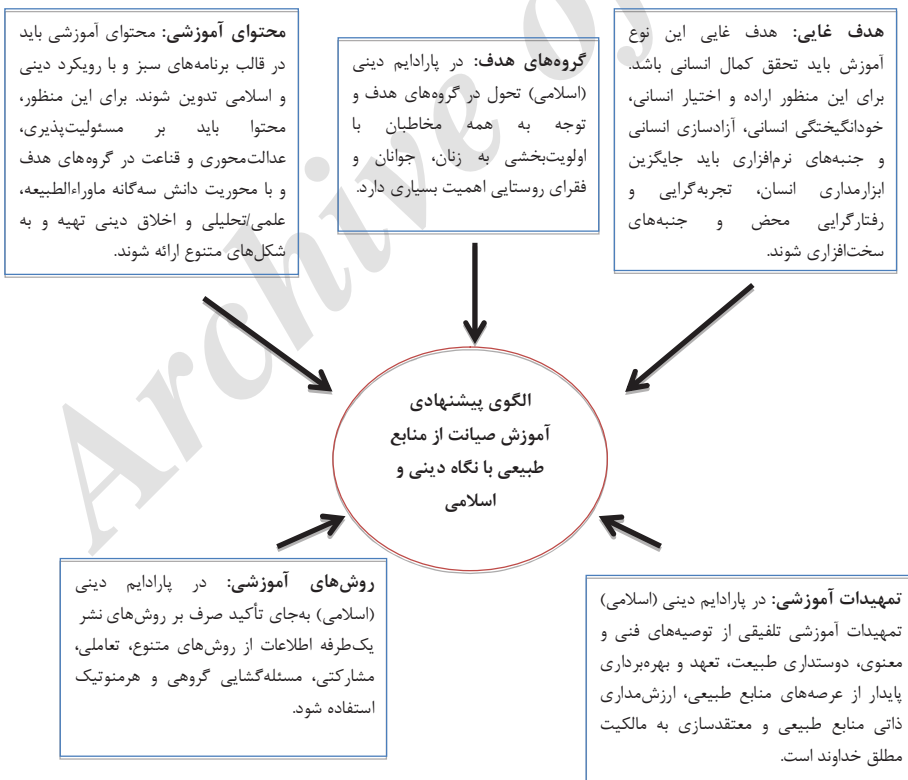 هدف غایی: هدف غایی این نوع
آموزش باید تحقق کمال انسانی باشد.
برای این منظور اراده و اختیار انسانی،
خودانگیختگی انسانی، آزادسازی انسانی
و جنبه‌های نرم‌افزاری باید جایگزین
ابزارمداری انسان، تجربه‌گرایی و
رفتارگرایی محض و جنبه‌های
سخت‌افزاری شوند.
گروه‌های هدف: در پارادایم دینی
(اسلامی) تحول در گروه‌های هدف و
توجه به همه مخاطبان با
اولویت‌بخشی به زنان، جوانان و
فقرای روستایی اهمیت بسیاری دارد.
محتوای آموزشی: محتوای آموزشی باید
در قالب برنامه‌های سبز و با رویکرد دینی
و اسلامی تدوین شوند. برای این منظور،
محتوا باید بر مسئولیت‌پذیری،
عدالت‌محوری و قناعت در گروه‌های هدف
و با محوریت دانش سه‌گانه ماوراءالطبیعه،
علمی/تحلیلی و اخلاق دینی تهیه و به
شکل‌های متنوع ارائه شوند.
الگوی پیشنهادی
آموزش صیانت از منابع
طبیعی با نگاه دینی و
اسلامی
تمهیدات آموزشی: در پارادایم دینی (اسلامی)
تمهیدات آموزشی تلفیقی از توصیه‌های فنی و
معنوی، دوستداری طبیعت، تعهد و بهره‌برداری
پایدار از عرصه‌های منابع طبیعی، ارزش‌مداری
ذاتی منابع طبیعی و معتقدسازی به مالکیت
مطلق خداوند است.
روش‌های آموزشی: در پارادایم دینی
(اسلامی) به‌جای تأکید صرف بر روش‌های نشر
یک‌طرفه اطلاعات از روش‌های متنوع، تعاملی،
مشارکتی، مسئله‌گشایی گروهی و هرمنوتیک
استفاده شود.
Archive of